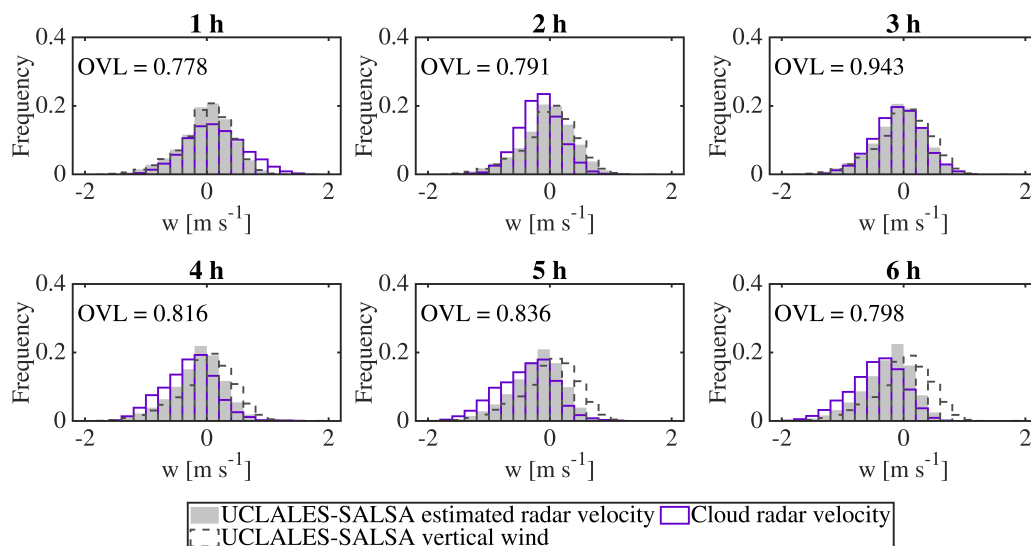 1 h 2 h 3 h
0.4 0.4 0.4
OVL = 0.778 OVL = 0.791 OVL = 0.943
Frequency Frequency Frequency
0.2 0.2 0.2
0 0 0
-2 0 2 -2 0 2 -2 0 2
w [m s⁻¹] w [m s⁻¹] w [m s⁻¹]
4 h 5 h 6 h
0.4 0.4 0.4
OVL = 0.816 OVL = 0.836 OVL = 0.798
Frequency Frequency Frequency
0.2 0.2 0.2
0 0 0
-2 0 2 -2 0 2 -2 0 2
w [m s⁻¹] w [m s⁻¹] w [m s⁻¹]
UCLALES-SALSA estimated radar velocity Cloud radar velocity
UCLALES-SALSA vertical wind